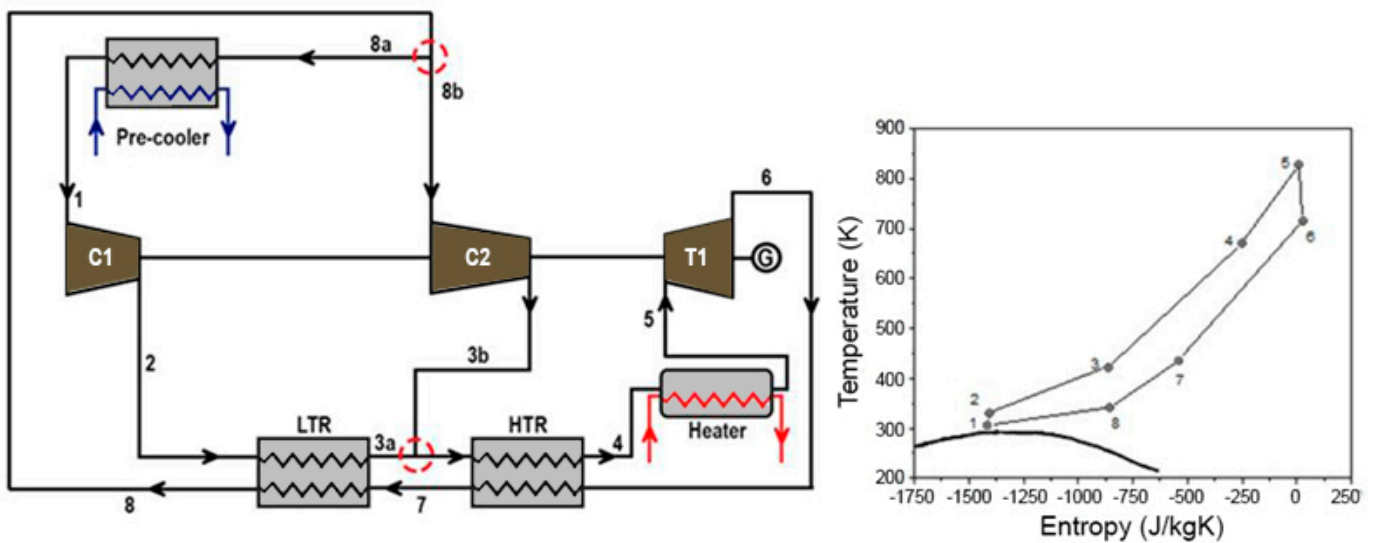 8a
8b
Pre-cooler
1
6
C1
C2
T1
G
5
2
3b
LTR
3a
HTR
4
Heater
8
7
900
800
700
600
500
400
300
200
Temperature (K)
5
4
6
3
7
2
1
8
-1750
-1500
-1250
-1000
-750
-500
-250
0
250
Entropy (J/kgK)